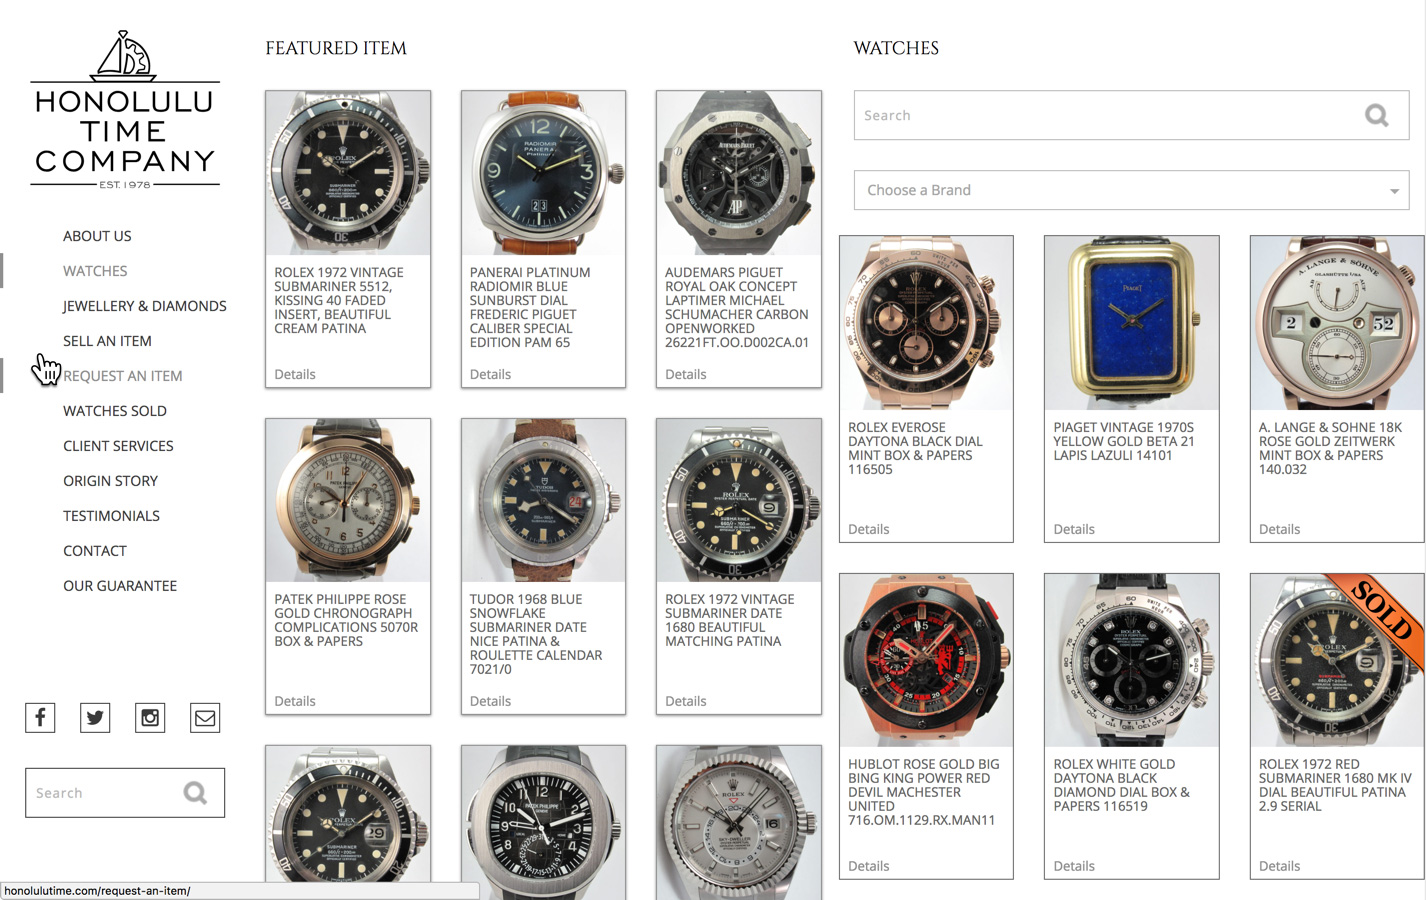 HONOLULU
TIME
COMPANY
EST. 1978
ABOUT US
WATCHES
JEWELLERY & DIAMONDS
SELL AN ITEM
REQUEST AN ITEM
WATCHES SOLD
CLIENT SERVICES
ORIGIN STORY
TESTIMONIALS
CONTACT
OUR GUARANTEE
Search
honolulutime.com/request-an-item/
FEATURED ITEM
ROLEX 1972 VINTAGE
SUBMARINER 5512,
KISSING 40 FADED
INSERT, BEAUTIFUL
CREAM PATINA
Details
PANERAI PLATINUM
RADIOMIR BLUE
SUNBURST DIAL
FREDERIC PIGUET
CALIBER SPECIAL
EDITION PAM 65
Details
AUDEMARS PIGUET
ROYAL OAK CONCEPT
LAPTIMER MICHAEL
SCHUMACHER CARBON
OPENWORKED
26221FT.OO.D002CA.01
Details
PATEK PHILIPPE ROSE
GOLD CHRONOGRAPH
COMPLICATIONS 5070R
BOX & PAPERS
Details
TUDOR 1968 BLUE
SNOWFLAKE
SUBMARINER DATE
NICE PATINA &
ROULETTE CALENDAR
7021/0
Details
ROLEX 1972 VINTAGE
SUBMARINER DATE
1680 BEAUTIFUL
MATCHING PATINA
Details
WATCHES
Search
Choose a Brand
ROLEX EVEROSE
DAYTONA BLACK DIAL
MINT BOX & PAPERS
116505
Details
PIAGET VINTAGE 1970S
YELLOW GOLD BETA 21
LAPIS LAZULI 14101
Details
A. LANGE & SOHNE 18K
ROSE GOLD ZEITWERK
MINT BOX & PAPERS
140.032
Details
HUBLOT ROSE GOLD BIG
BING KING POWER RED
DEVIL MACHESTER
UNITED
716.OM.1129.RX.MAN11
Details
ROLEX WHITE GOLD
DAYTONA BLACK
DIAMOND DIAL BOX &
PAPERS 116519
Details
SOLD
ROLEX 1972 RED
SUBMARINER 1680 MK IV
DIAL BEAUTIFUL PATINA
2.9 SERIAL
Details